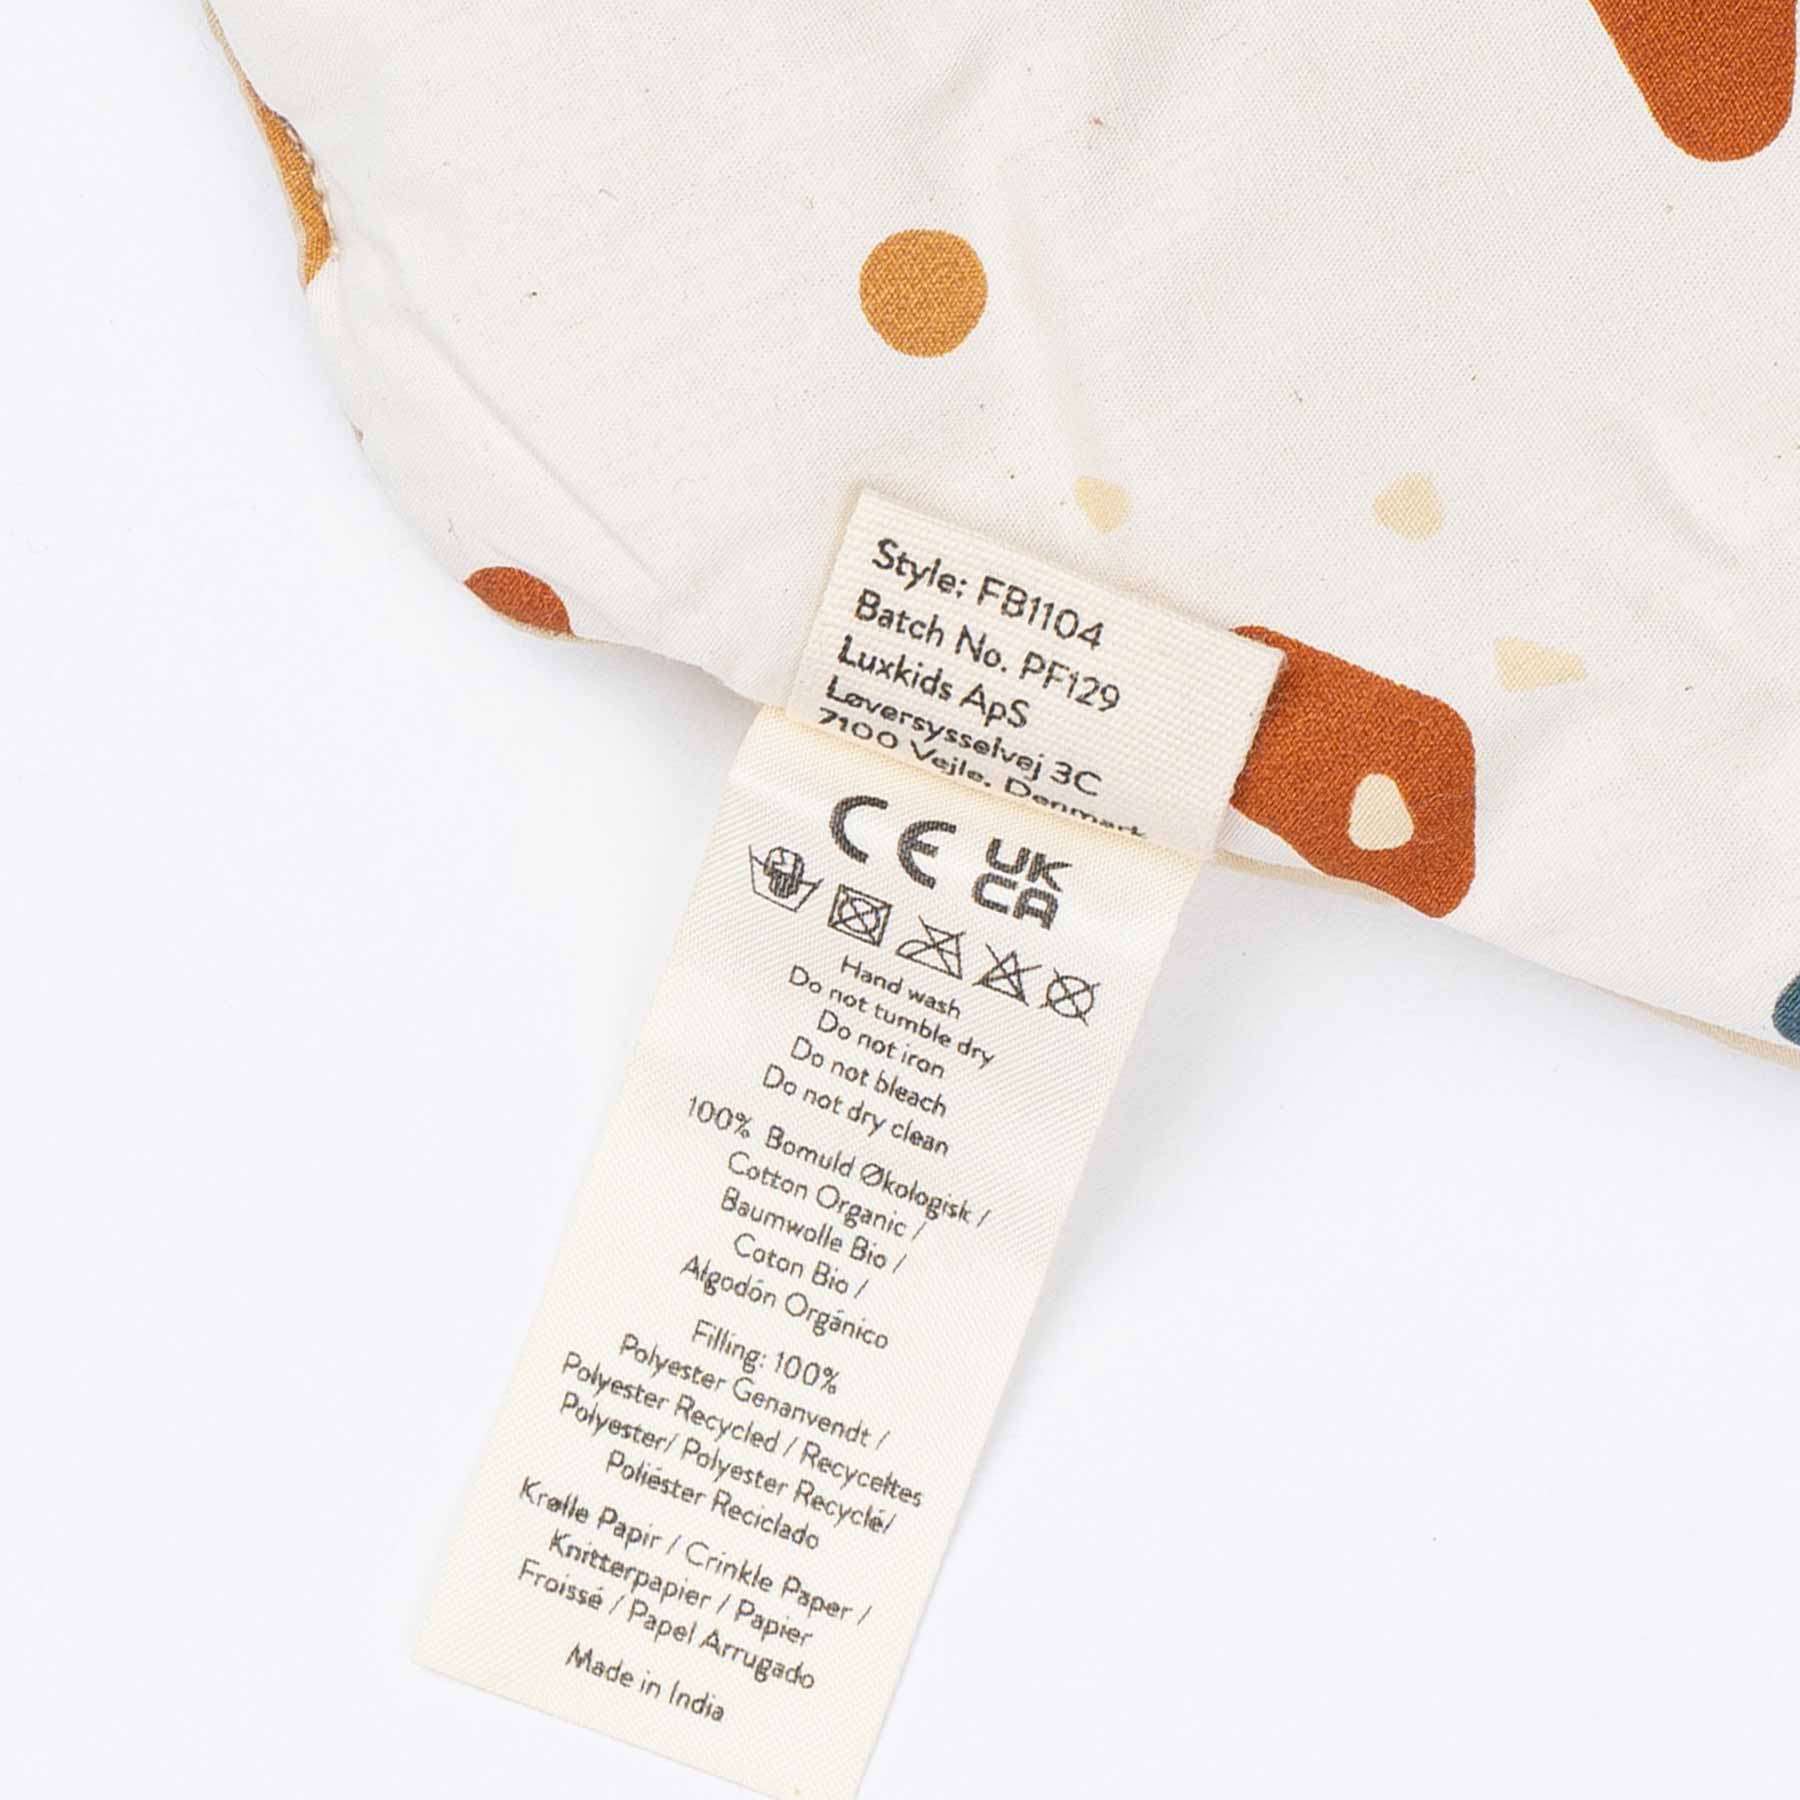 Style: FB1104
Batch No. PF129
Luxkids ApS
Løversysselvej 3C
7100 Vejle, Denmark
CE UK
CA
Hand wash
Do not tumble dry
Do not iron
Do not bleach
Do not dry clean
100% Bomuld Økologisk /
Cotton Organic /
Baumwolle Bio /
Coton Bio /
Algodón Orgánico
Filling: 100%
Polyester Genanvendt /
Polyester Recycled / Recyceltes
Polyester/ Polyester Recyclé/
Poliéster Reciclado
Krølle Papir / Crinkle Paper /
Knitterpapier / Papier
Froissé / Papel Arrugado
Made in India